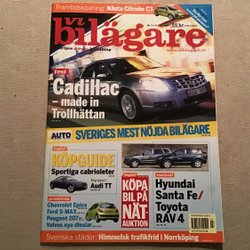 Framtidsspaning: Nästa Citroën C3
vi
bilägare
test
Cadillac
– made in
Trollhättan
AUTO
SVERIGES MEST NÖJDA BILÄGARE
KÖPGUIDE
Sportiga cabrioleter
Audi TT
Chevrolet Epica
Ford S-MAX
Peugeot 207
Volvos nya diesel
KÖPA
BIL PÅ
NÄT
AUKTION
Hyundai
Santa Fe/
Toyota
RAV 4
Svenska städer: Himmelsk trafikfrid i Norrköping